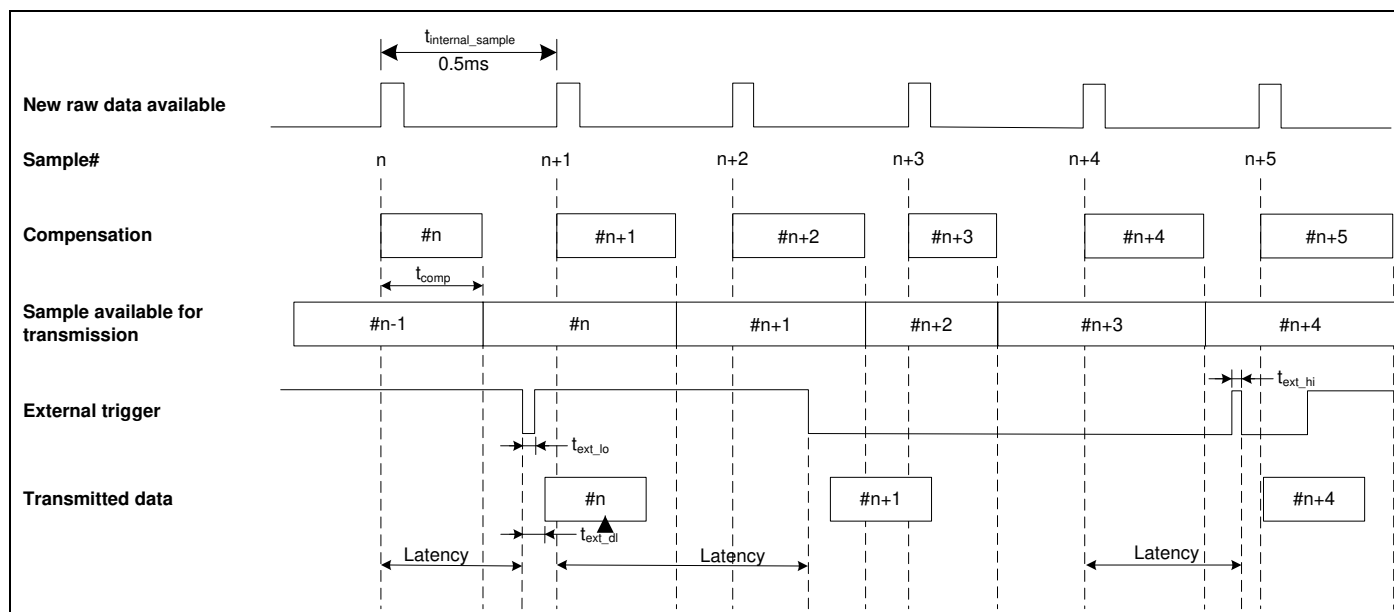 t_internal_sample
0.5ms
New raw data available
Sample#
n n+1 n+2 n+3 n+4 n+5
Compensation
#n #n+1 #n+2 #n+3 #n+4 #n+5
t_comp
Sample available for
transmission
#n-1 #n #n+1 #n+2 #n+3 #n+4
External trigger
t_ext_hi
t_ext_lo
Transmitted data
#n #n+1 #n+4
t_ext_dl
Latency Latency Latency